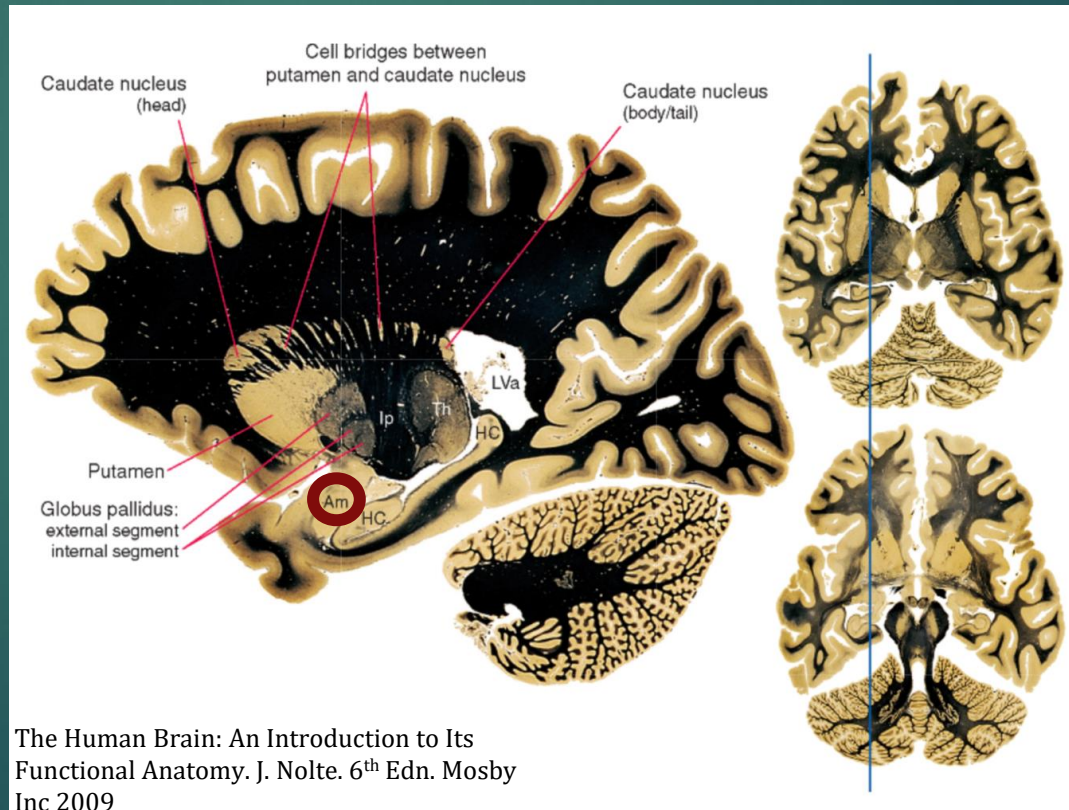 Cell bridges between
putamen and caudate nucleus
Caudate nucleus
(head)
Caudate nucleus
(body/tail)
LVa
Ip
Th
HC
Putamen
Am
HC
Globus pallidus:
external segment
internal segment
The Human Brain: An Introduction to Its
Functional Anatomy. J. Nolte. 6th Edn. Mosby
Inc 2009